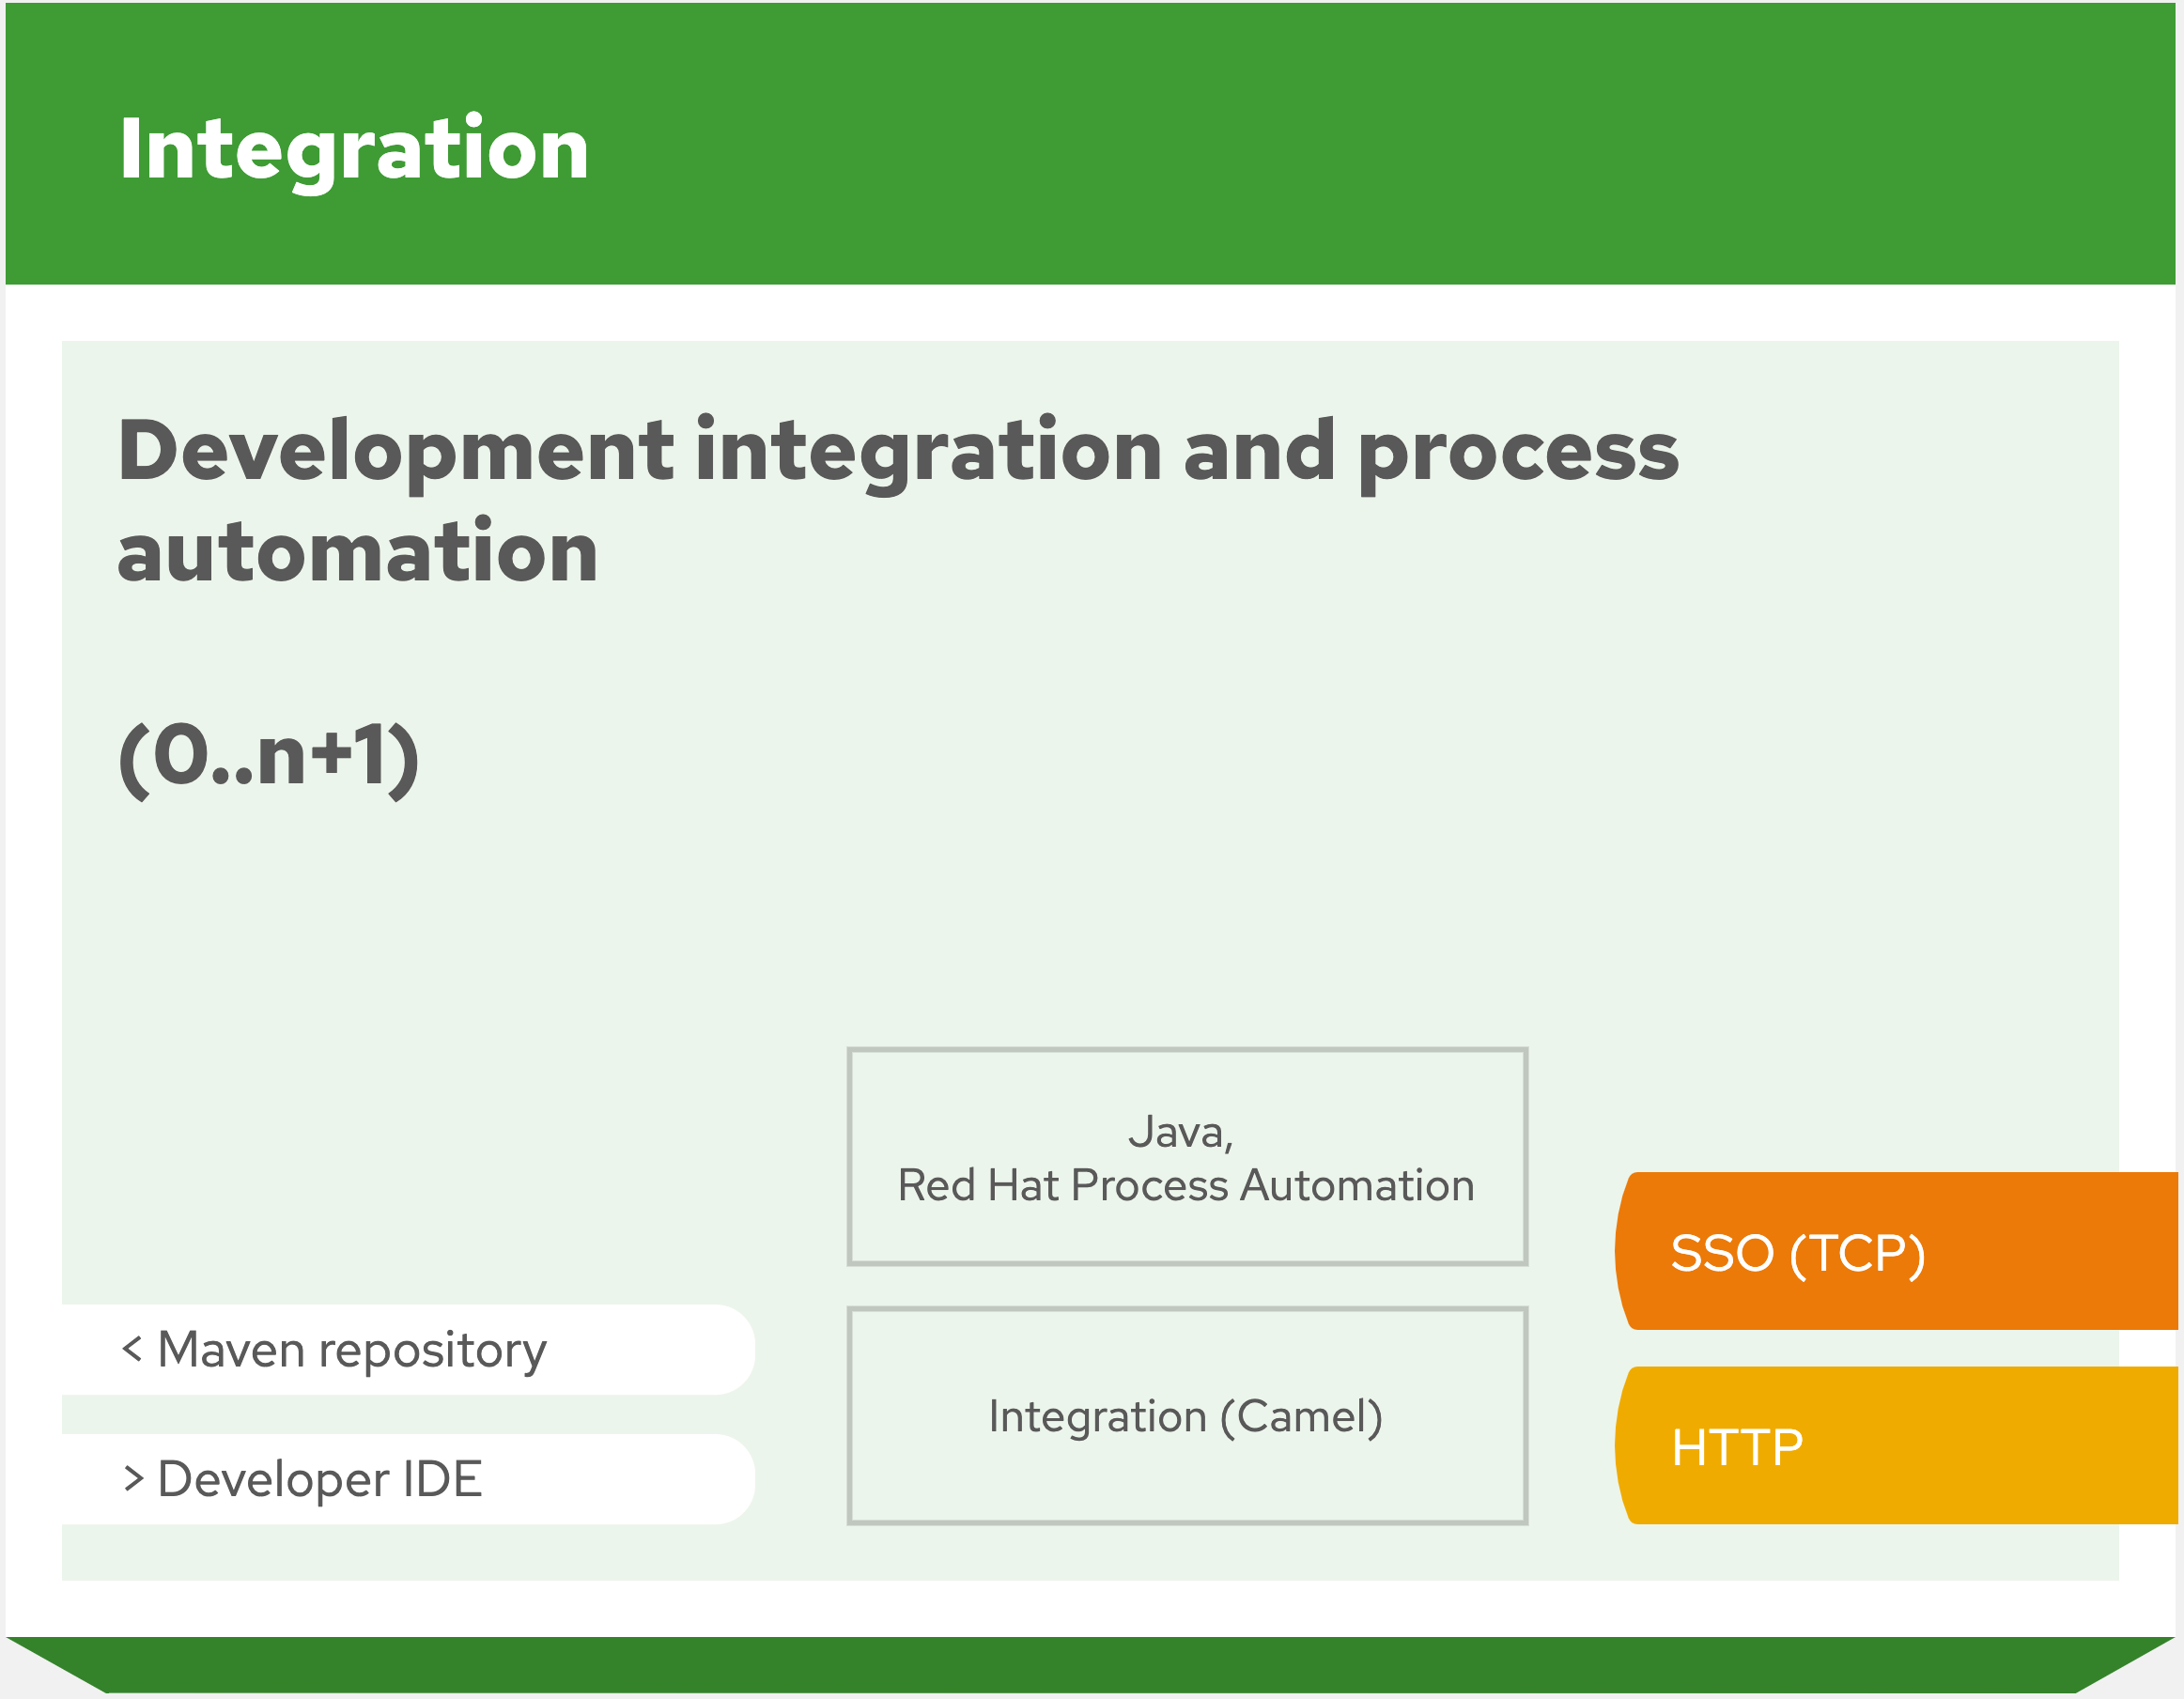 Integration
Development integration and process
automation
(0..n+1)
Java,
Red Hat Process Automation
SSO (TCP)
< Maven repository
Integration (Camel)
HTTP
> Developer IDE